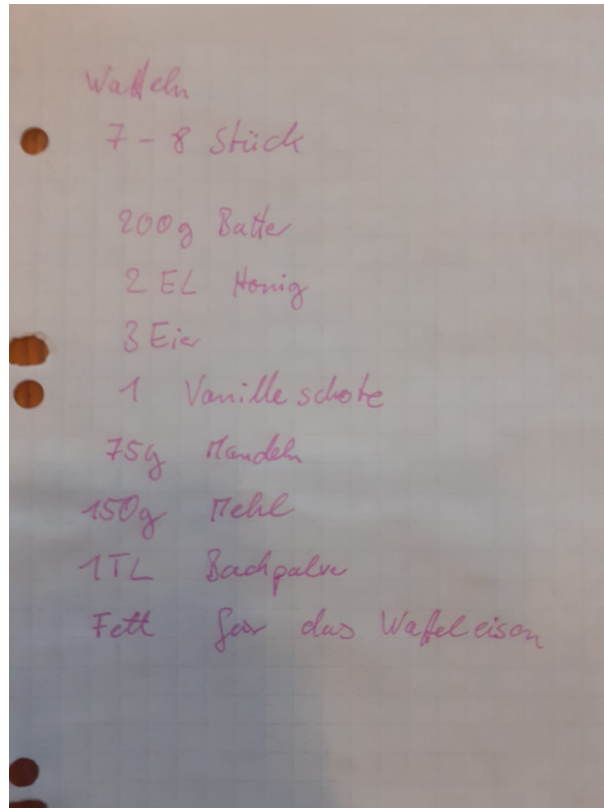 Waffeln
7 - 8 Stück
200g Butter
2 EL Honig
3 Eier
1 Vanilleschote
75g Mandeln
150g Mehl
1TL Backpulver
Fett für das Waffeleisen